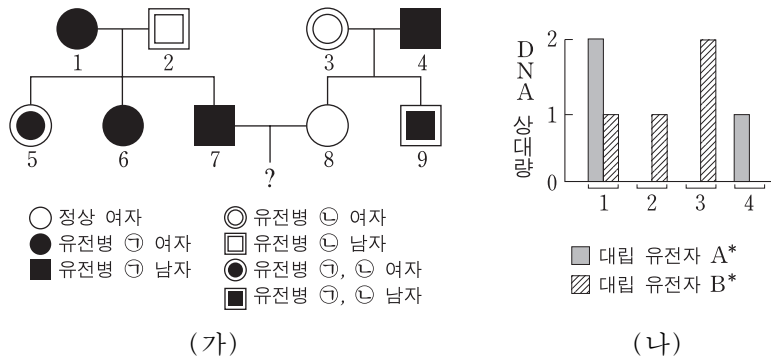 1 2 3 4
5 6 7 8 9
?
정상 여자
유전병 ㉠ 여자
유전병 ㉠ 남자
유전병 ㉡ 여자
유전병 ㉡ 남자
유전병 ㉠, ㉡ 여자
유전병 ㉠, ㉡ 남자
(가)
DNA 상대량
2
1
0
1 2 3 4
대립 유전자 A*
대립 유전자 B*
(나)